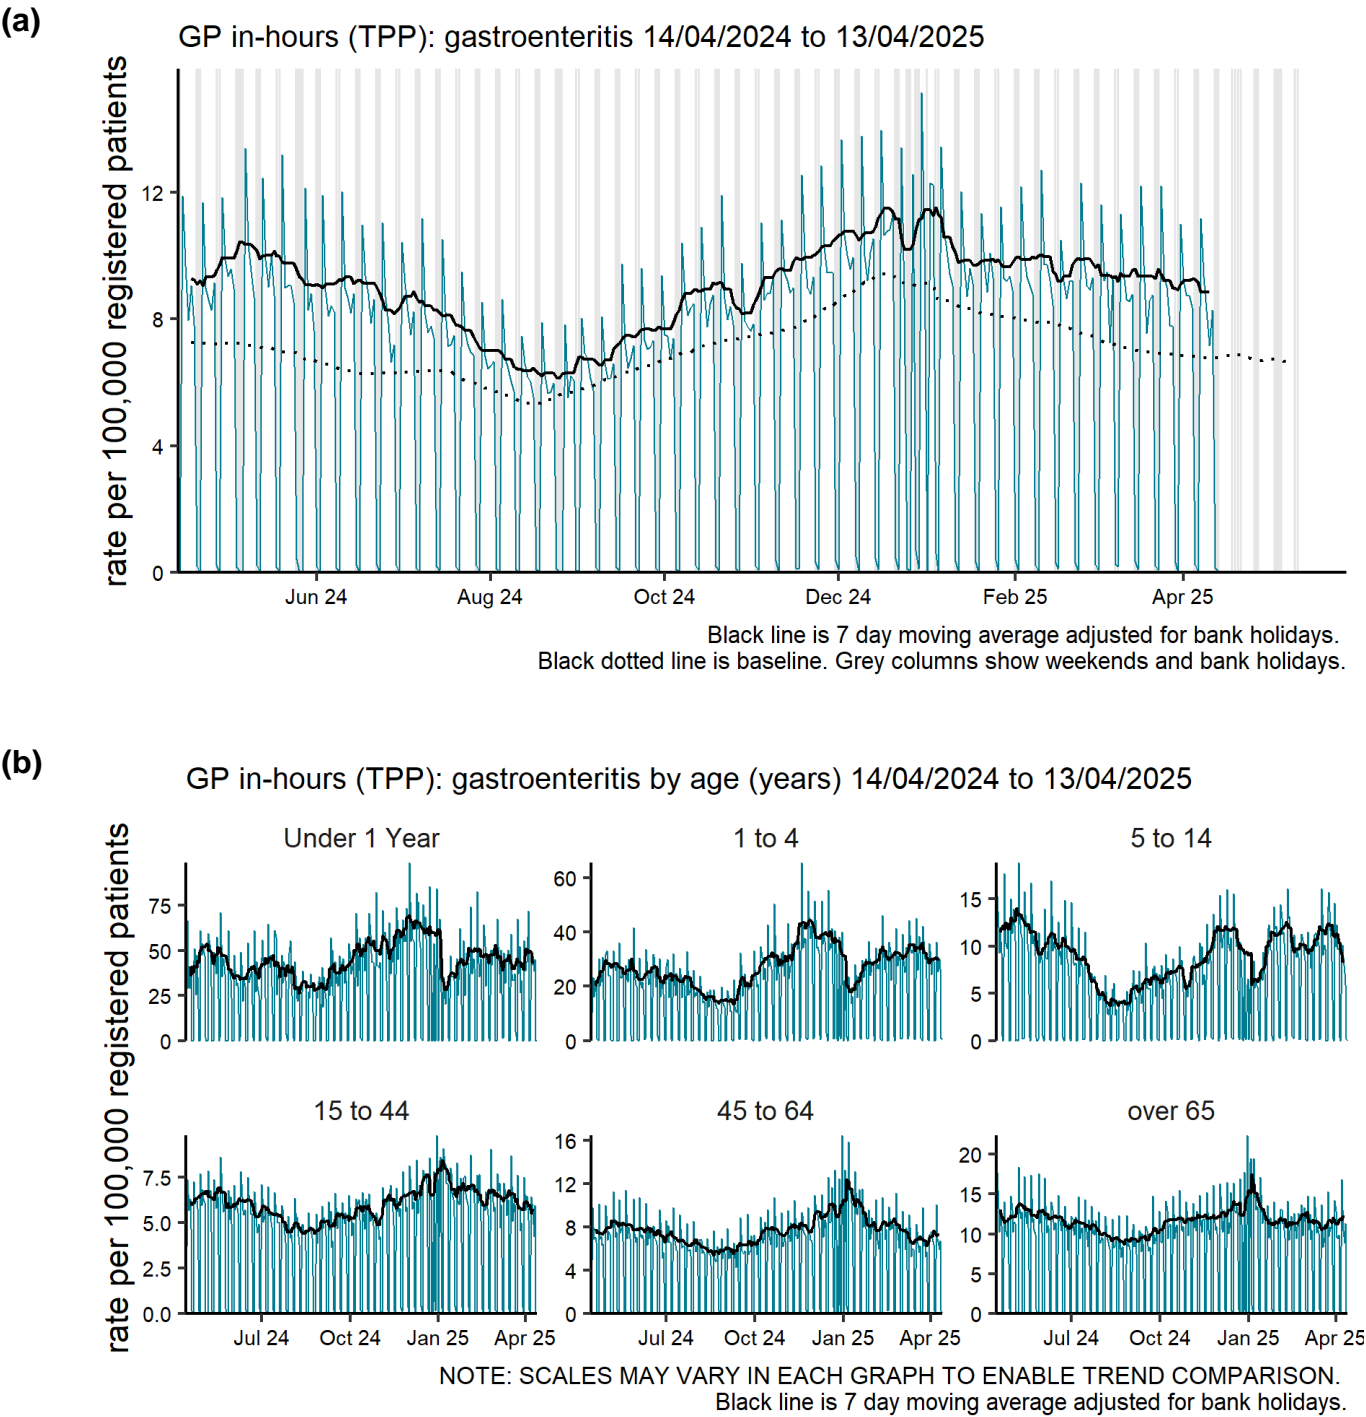 (a)
GP in-hours (TPP): gastroenteritis 14/04/2024 to 13/04/2025
rate per 100,000 registered patients
12
8
4
0
Jun 24 Aug 24 Oct 24 Dec 24 Feb 25 Apr 25
Black line is 7 day moving average adjusted for bank holidays.
Black dotted line is baseline. Grey columns show weekends and bank holidays.
(b)
GP in-hours (TPP): gastroenteritis by age (years) 14/04/2024 to 13/04/2025
rate per 100,000 registered patients
Under 1 Year
75
50
25
0
1 to 4
60
40
20
0
5 to 14
15
10
5
0
15 to 44
7.5
5.0
2.5
0.0
Jul 24 Oct 24 Jan 25 Apr 25
45 to 64
16
12
8
4
0
Jul 24 Oct 24 Jan 25 Apr 25
over 65
20
15
10
5
0
Jul 24 Oct 24 Jan 25 Apr 25
NOTE: SCALES MAY VARY IN EACH GRAPH TO ENABLE TREND COMPARISON.
Black line is 7 day moving average adjusted for bank holidays.